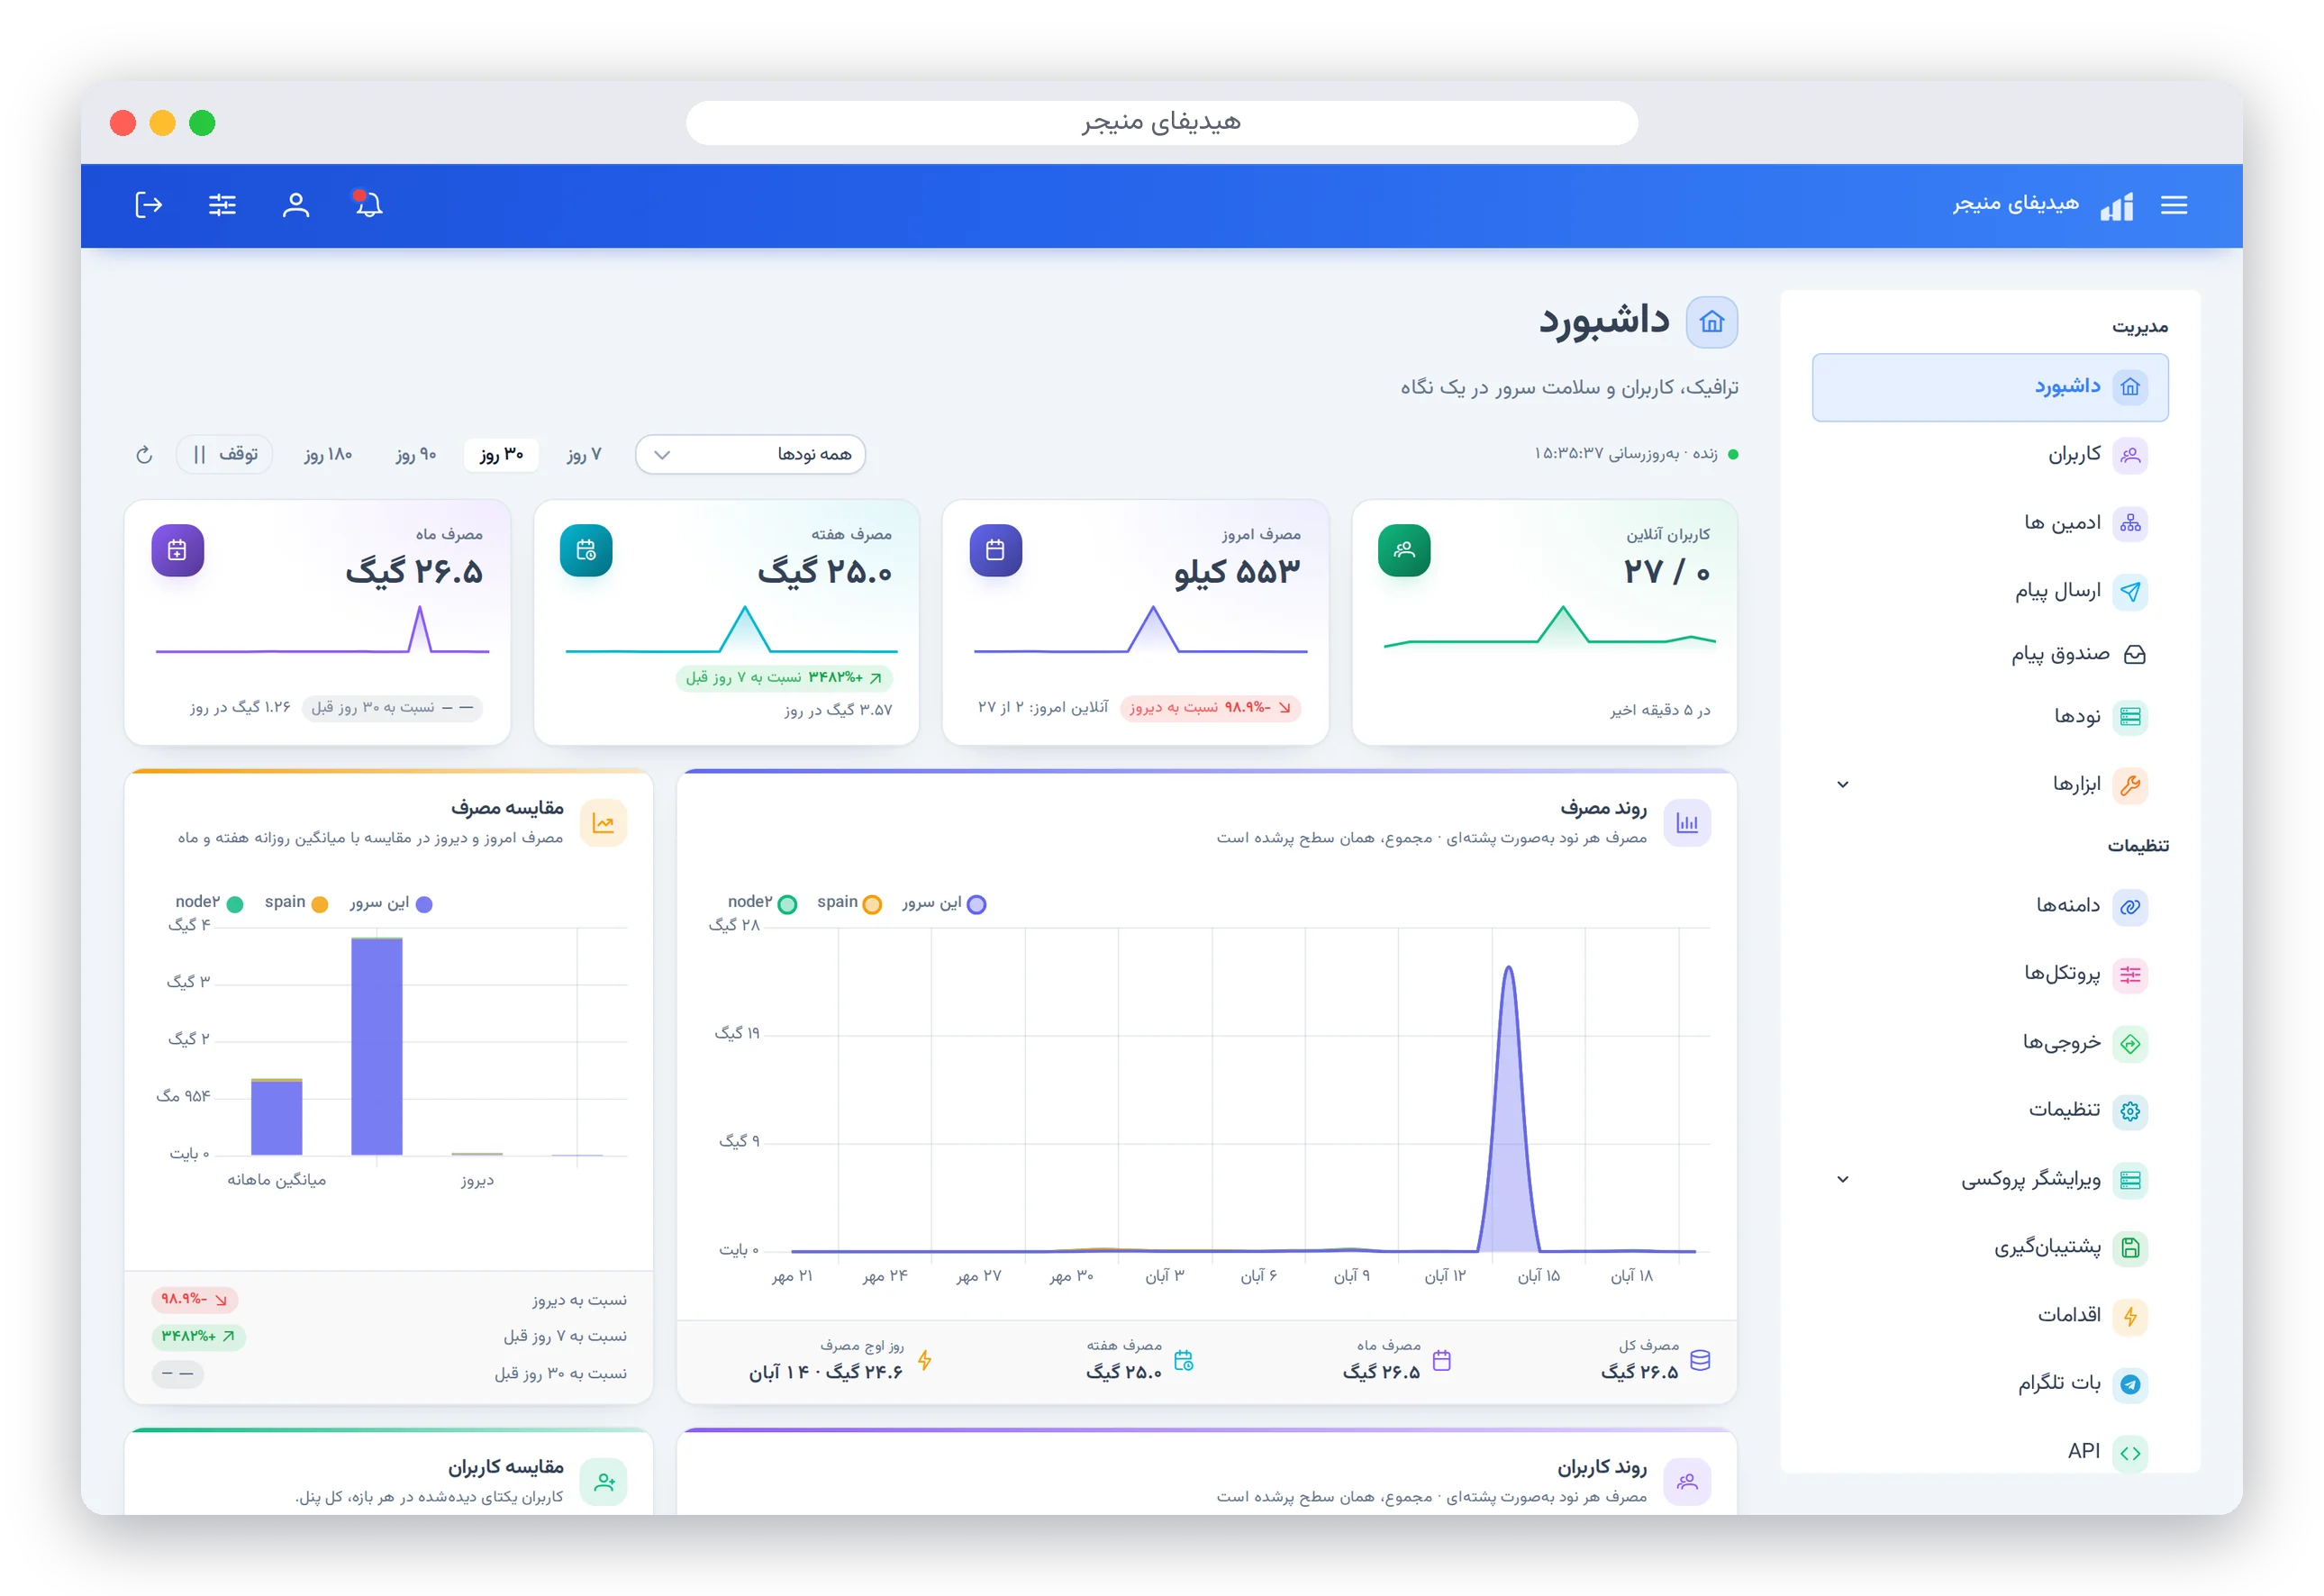 هیدیفای منیجر
هیدیفای منیجر
مدیریت
داشبورد
کاربران
ادمین ها
ارسال پیام
صندوق پیام
نودها
ابزارها
تنظیمات
دامنه‌ها
پروتکل‌ها
خروجی‌ها
تنظیمات
ویرایشگر پروکسی
پشتیبان‌گیری
اقدامات
بات تلگرام
API
داشبورد
ترافیک، کاربران و سلامت سرور در یک نگاه
زنده · به‌روزرسانی ۱۵:۳۵:۳۷
همه نودها
۷ روز
۳۰ روز
۹۰ روز
۱۸۰ روز
توقف
کاربران آنلاین
۰ / ۲۷
در ۵ دقیقه اخیر
مصرف امروز
۵۵۳ کیلو
-۹۸.۹% نسبت به دیروز
آنلاین امروز: ۲ از ۲۷
مصرف هفته
۲۵.۰ گیگ
+۳۴۸۲% نسبت به ۷ روز قبل
۳.۵۷ گیگ در روز
مصرف ماه
۲۶.۵ گیگ
— – نسبت به ۳۰ روز قبل
۱.۲۶ گیگ در روز
روند مصرف
مصرف هر نود به‌صورت پشته‌ای · مجموع، همان سطح پرشده است
این سرور
spain
node۲
۲۸ گیگ
۱۹ گیگ
۹ گیگ
۰ بایت
۲۱ مهر
۲۴ مهر
۲۷ مهر
۳۰ مهر
۳ آبان
۶ آبان
۹ آبان
۱۲ آبان
۱۵ آبان
۱۸ آبان
مصرف کل
۲۶.۵ گیگ
مصرف ماه
۲۶.۵ گیگ
مصرف هفته
۲۵.۰ گیگ
روز اوج مصرف
۲۴.۶ گیگ · ۱۴ آبان
مقایسه مصرف
مصرف امروز و دیروز در مقایسه با میانگین روزانه هفته و ماه
این سرور
spain
node۲
۴ گیگ
۳ گیگ
۲ گیگ
۹۵۴ مگ
۰ بایت
دیروز
میانگین ماهانه
نسبت به دیروز
-۹۸.۹%
نسبت به ۷ روز قبل
+۳۴۸۲%
نسبت به ۳۰ روز قبل
— –
روند کاربران
مصرف هر نود به‌صورت پشته‌ای · مجموع، همان سطح پرشده است
مقایسه کاربران
کاربران یکتای دیده‌شده در هر بازه، کل پنل.